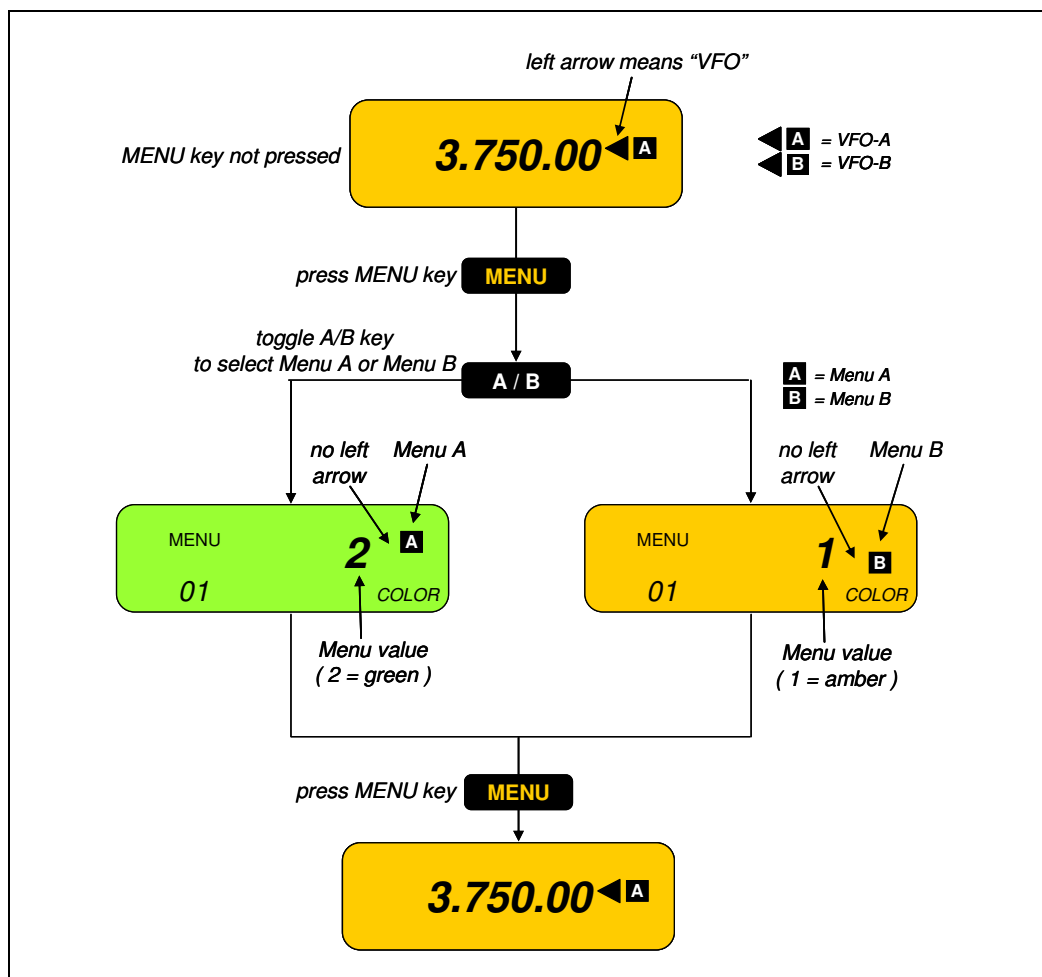 left arrow means “VFO”
MENU key not pressed
3.750.00 A
A = VFO-A
B = VFO-B
press MENU key MENU
toggle A/B key
to select Menu A or Menu B
A / B
A = Menu A
B = Menu B
no left
arrow
Menu A
MENU
2 A
01
COLOR
Menu value
( 2 = green )
no left
arrow
Menu B
MENU
1 B
01
COLOR
Menu value
( 1 = amber )
press MENU key MENU
3.750.00 A